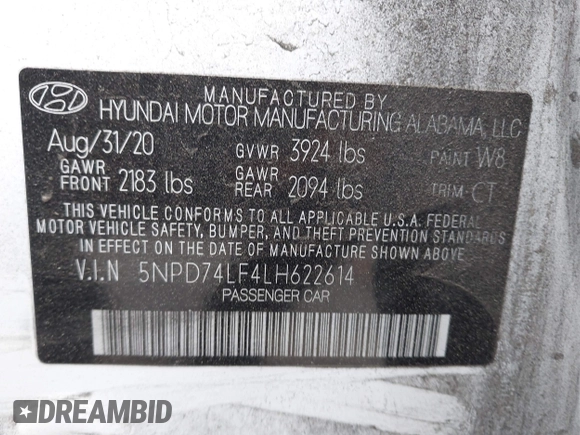 MANUFACTURED BY
HYUNDAI MOTOR MANUFACTURING ALABAMA, LLC
Aug/31/20 GVWR 3924 lbs PAINT W8
GAWR FRONT 2183 lbs GAWR REAR 2094 lbs TRIM CT
THIS VEHICLE CONFORMS TO ALL APPLICABLE U.S.A. FEDERAL
MOTOR VEHICLE SAFETY, BUMPER, AND THEFT PREVENTION STANDARDS
IN EFFECT ON THE DATE OF MANUFACTURE SHOWN ABOVE.
V.I.N 5NPD74LF4LH622614
PASSENGER CAR
DREAMBID